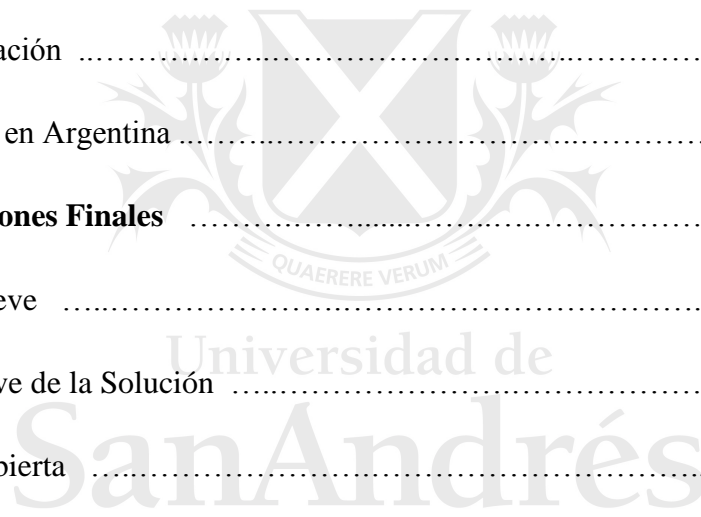 ación ..……………..………………………..…………….
en Argentina ...……..………………………….…………….
ones Finales ……….…….....……..…………………….
QUAERERE VERUM
eve …..………………….……………………………….
Universidad de
ve de la Solución …..……………….…………………….
SanAndrés
bierta …..……………………………………………...